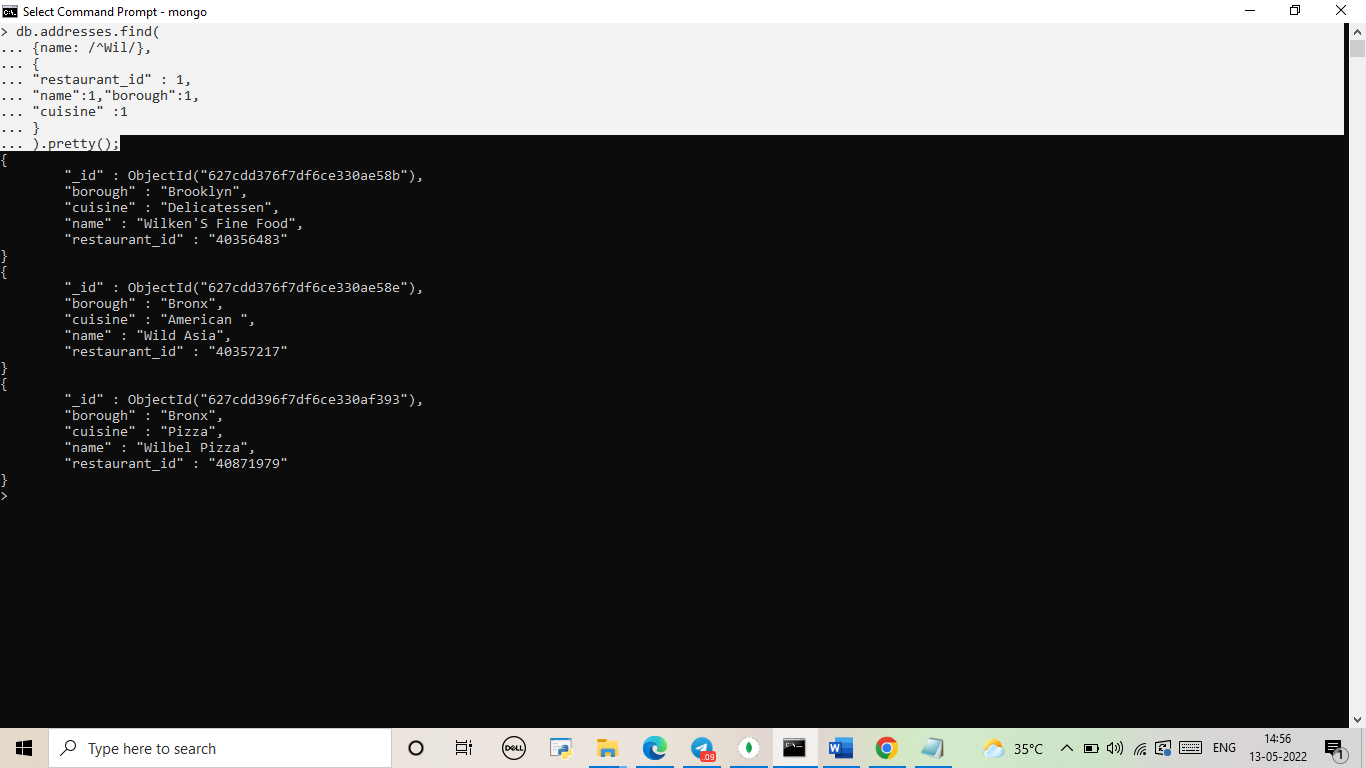 Select Command Prompt - mongo
> db.addresses.find(
... {name: /^Wil/},
... {
... "restaurant_id" : 1,
... "name":1,"borough":1,
... "cuisine" :1
... }
... ).pretty();
{
"_id" : ObjectId("627cdd376f7df6ce330ae58b"),
"borough" : "Brooklyn",
"cuisine" : "Delicatessen",
"name" : "Wilken'S Fine Food",
"restaurant_id" : "40356483"
}
{
"_id" : ObjectId("627cdd376f7df6ce330ae58e"),
"borough" : "Bronx",
"cuisine" : "American ",
"name" : "Wild Asia",
"restaurant_id" : "40357217"
}
{
"_id" : ObjectId("627cdd396f7df6ce330af393"),
"borough" : "Bronx",
"cuisine" : "Pizza",
"name" : "Wilbel Pizza",
"restaurant_id" : "40871979"
}
>
Type here to search
DELL
.09
W
35°C
ENG
14:56
13-05-2022
1